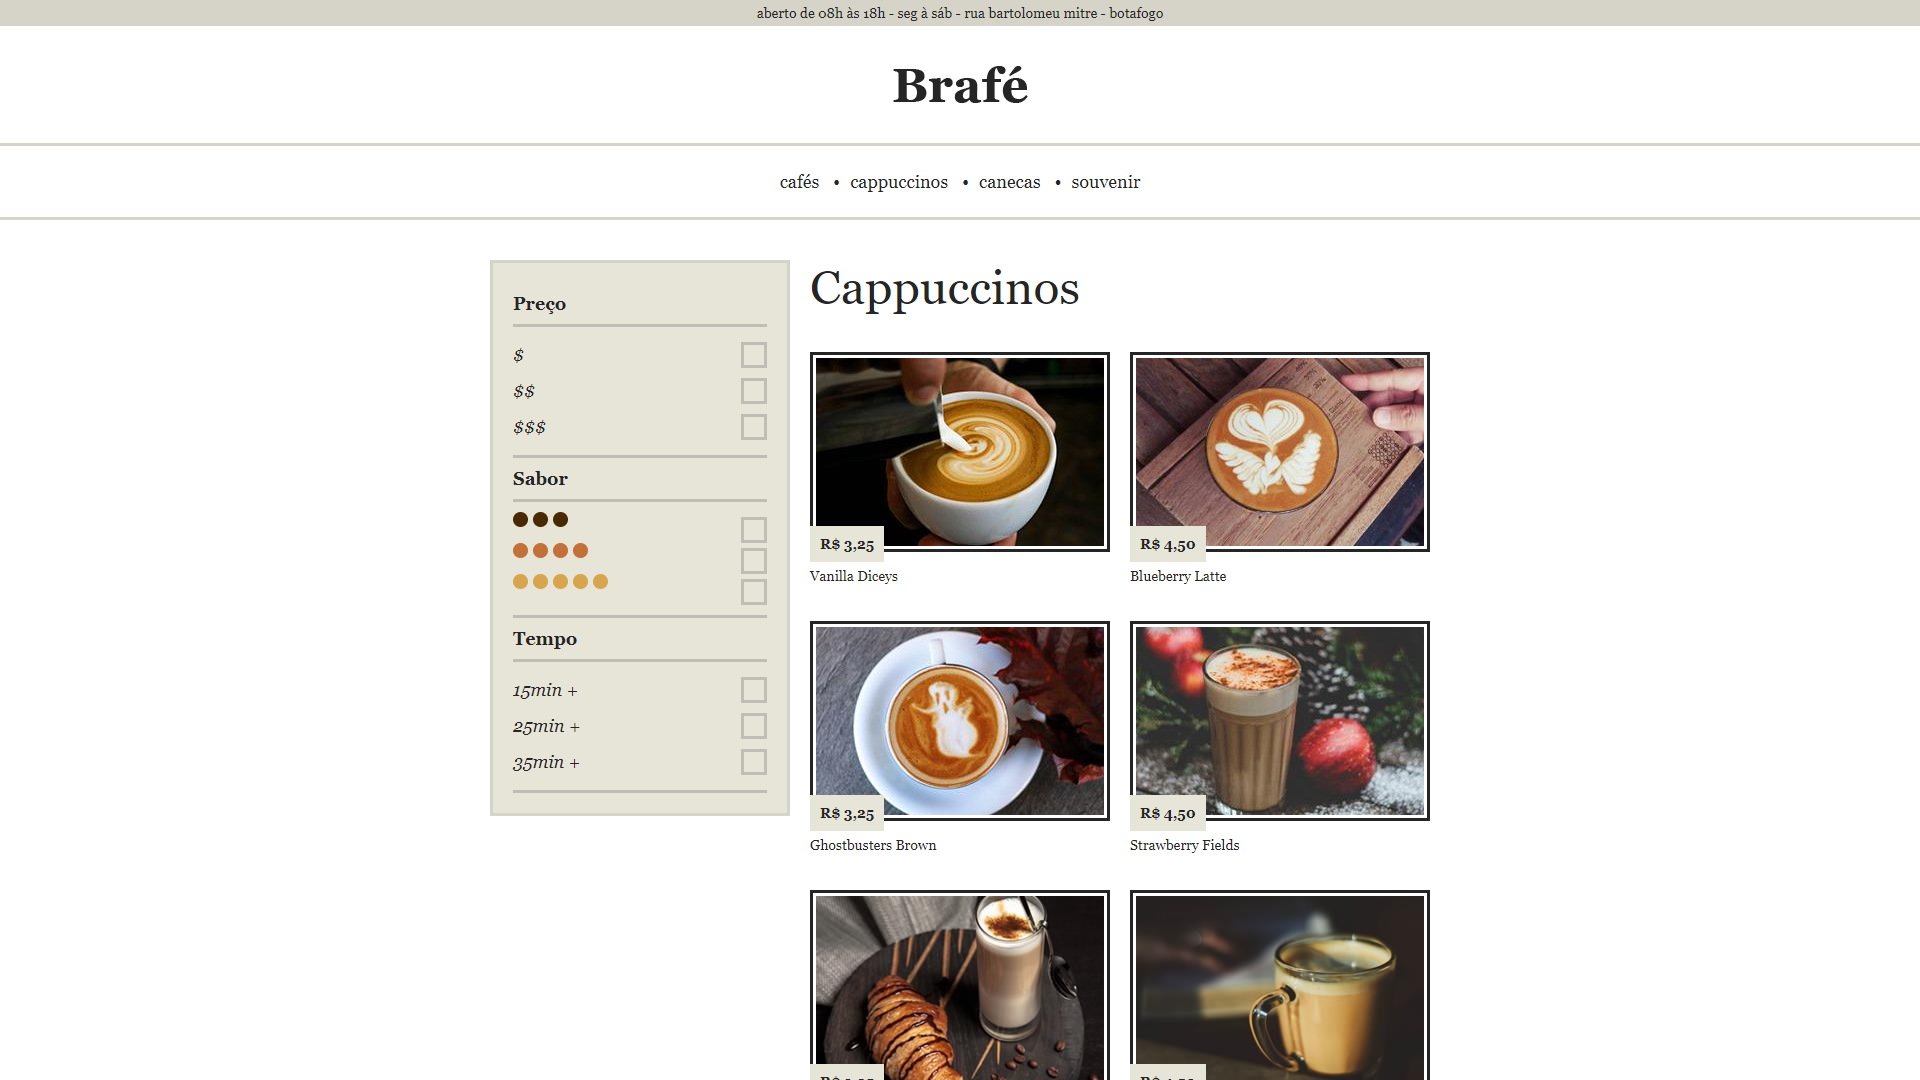 aberto de 08h às 18h - seg à sáb - rua bartolomeu mitre - botafogo
Brafé
cafés • cappuccinos • canecas • souvenir
Preço
$
$$
$$$
Sabor
Tempo
15min +
25min +
35min +
Cappuccinos
R$ 3,25
Vanilla Diceys
R$ 4,50
Blueberry Latte
R$ 3,25
Ghostbusters Brown
R$ 4,50
Strawberry Fields